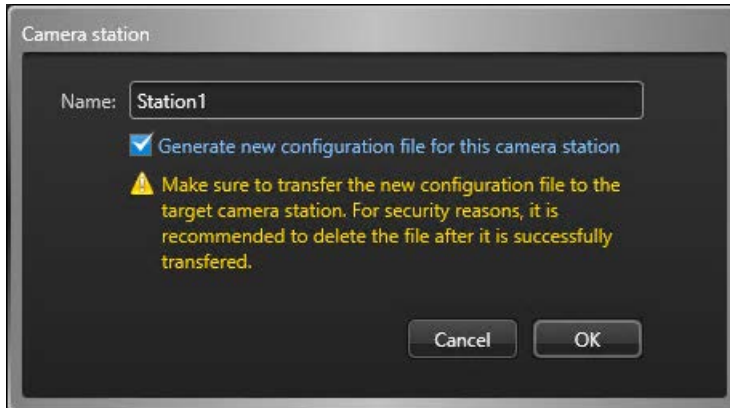 Camera station
Name: Station1
Generate new configuration file for this camera station
Make sure to transfer the new configuration file to the
target camera station. For security reasons, it is
recommended to delete the file after it is successfully
transfered.
Cancel OK